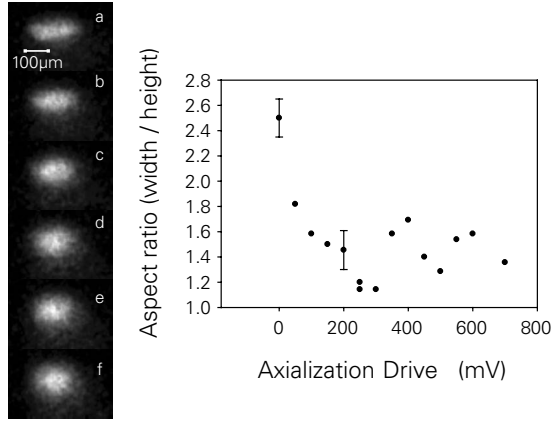 a
100µm
b
c
d
e
f
Aspect ratio (width / height)
2.8
2.6
2.4
2.2
2.0
1.8
1.6
1.4
1.2
1.0
0 200 400 600 800
Axialization Drive (mV)